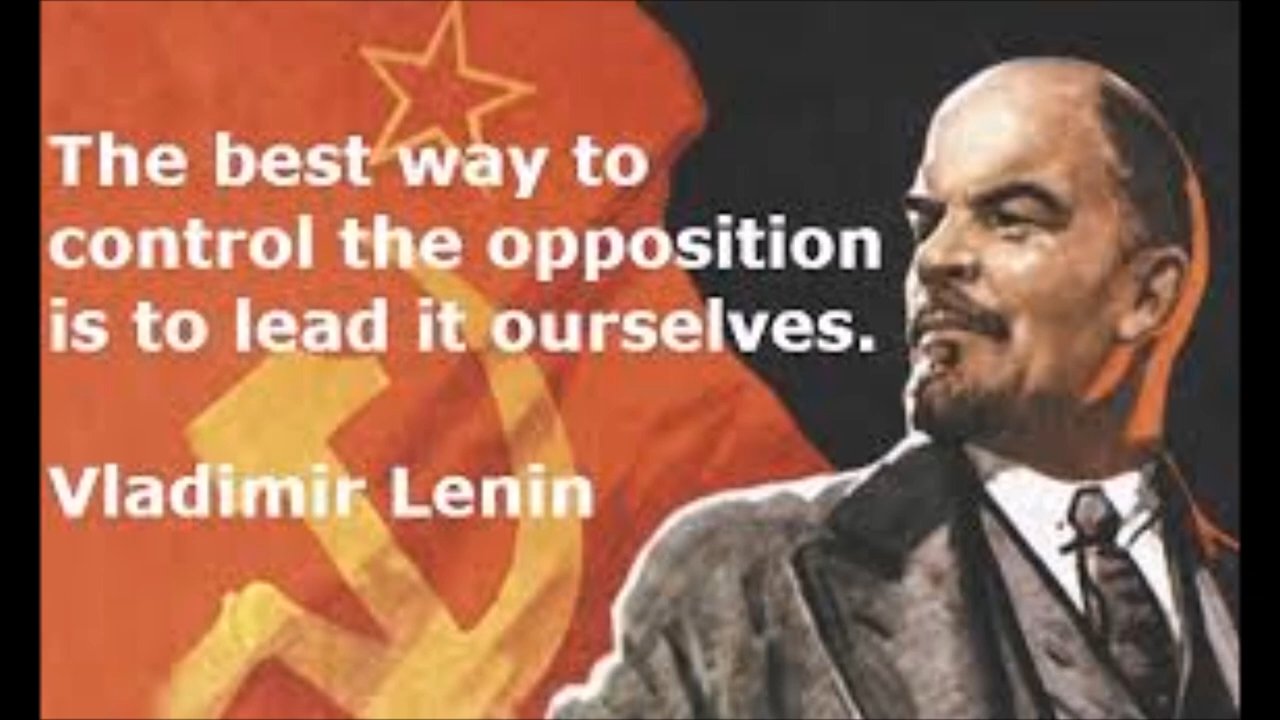 The best way to
control the opposition
is to lead it ourselves.
Vladimir Lenin